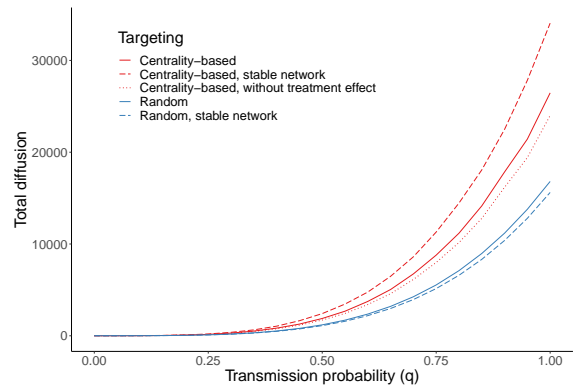 Targeting
Centrality−based
Centrality−based, stable network
Centrality−based, without treatment effect
Random
Random, stable network
Total diffusion
30000
20000
10000
0
0.00 0.25 0.50 0.75 1.00
Transmission probability (q)